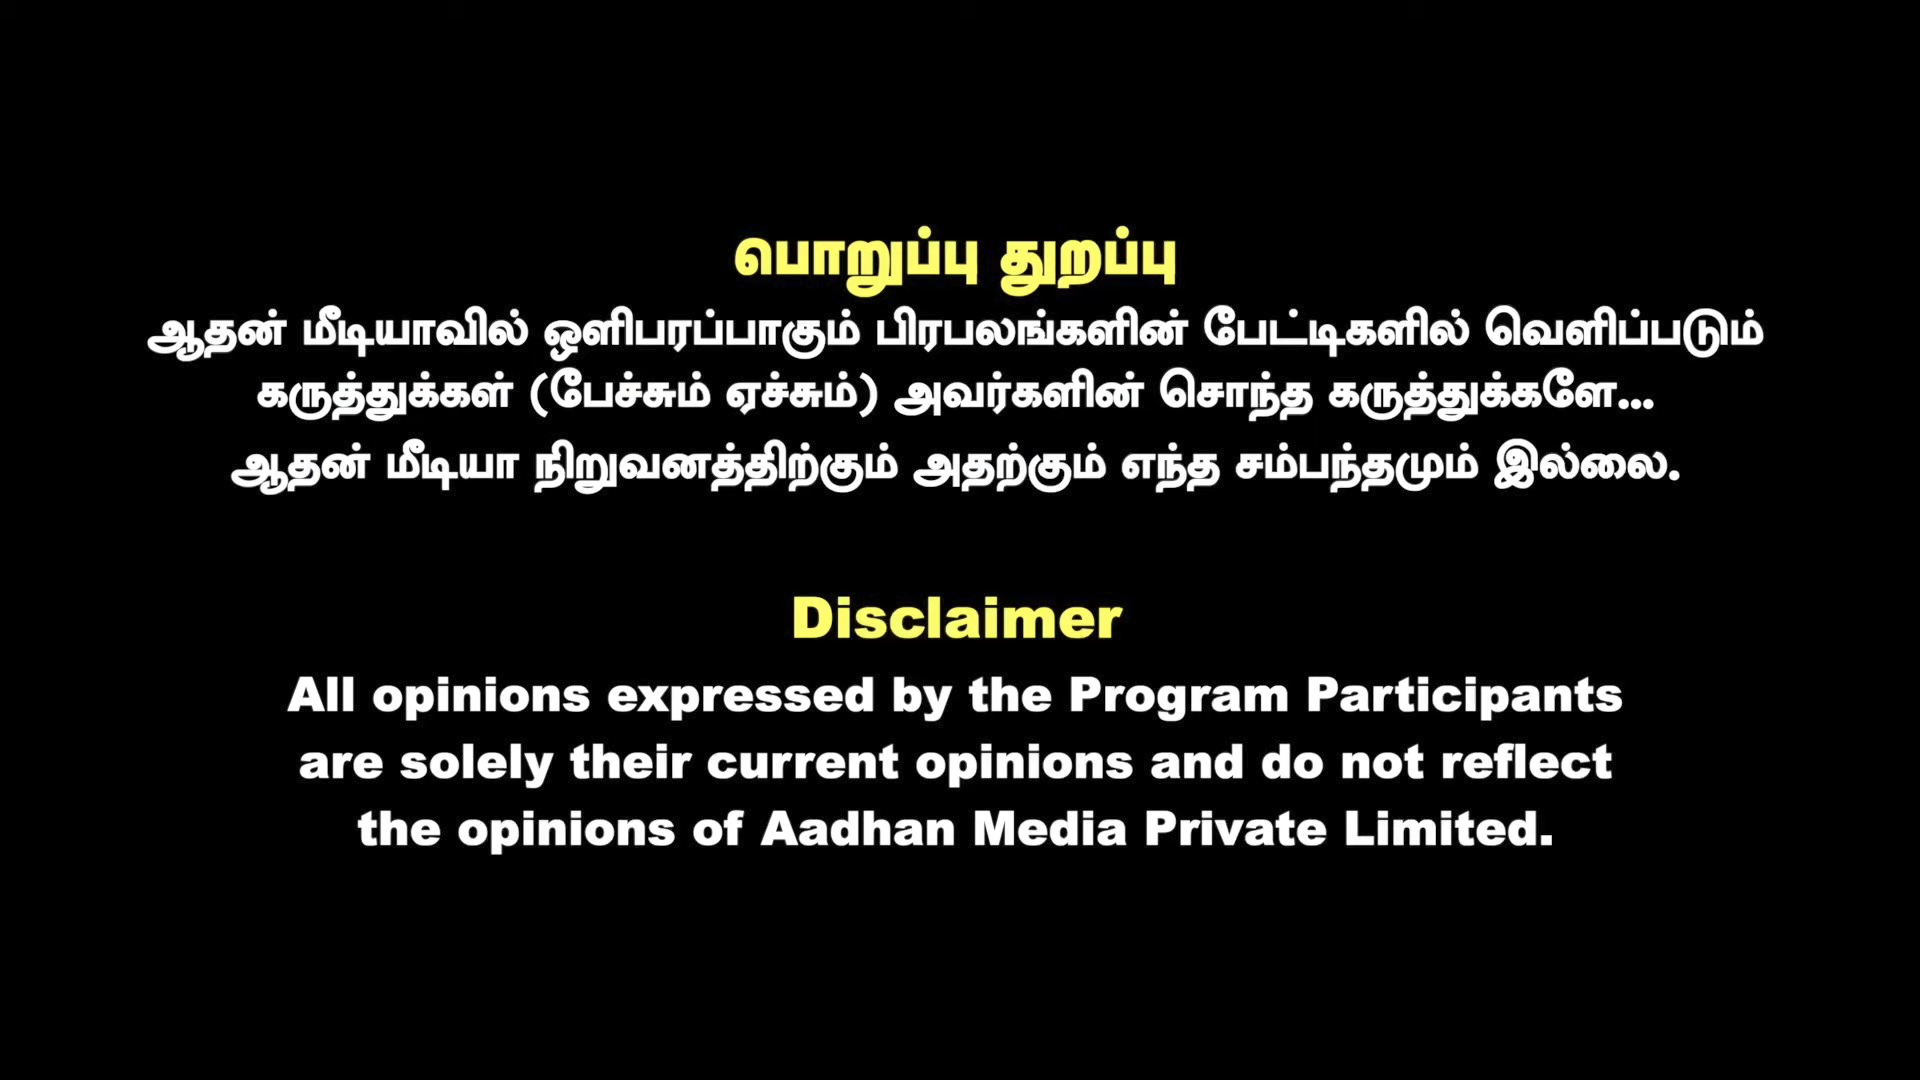 பொறுப்பு துறப்பு
ஆதன் மீடியாவில் ஒளிபரப்பாகும் பிரபலங்களின் பேட்டிகளில் வெளிப்படும்
கருத்துக்கள் (பேச்சும் ஏச்சும்) அவர்களின் சொந்த கருத்துக்களே...
ஆதன் மீடியா நிறுவனத்திற்கும் அதற்கும் எந்த சம்பந்தமும் இல்லை.
Disclaimer
All opinions expressed by the Program Participants
are solely their current opinions and do not reflect
the opinions of Aadhan Media Private Limited.